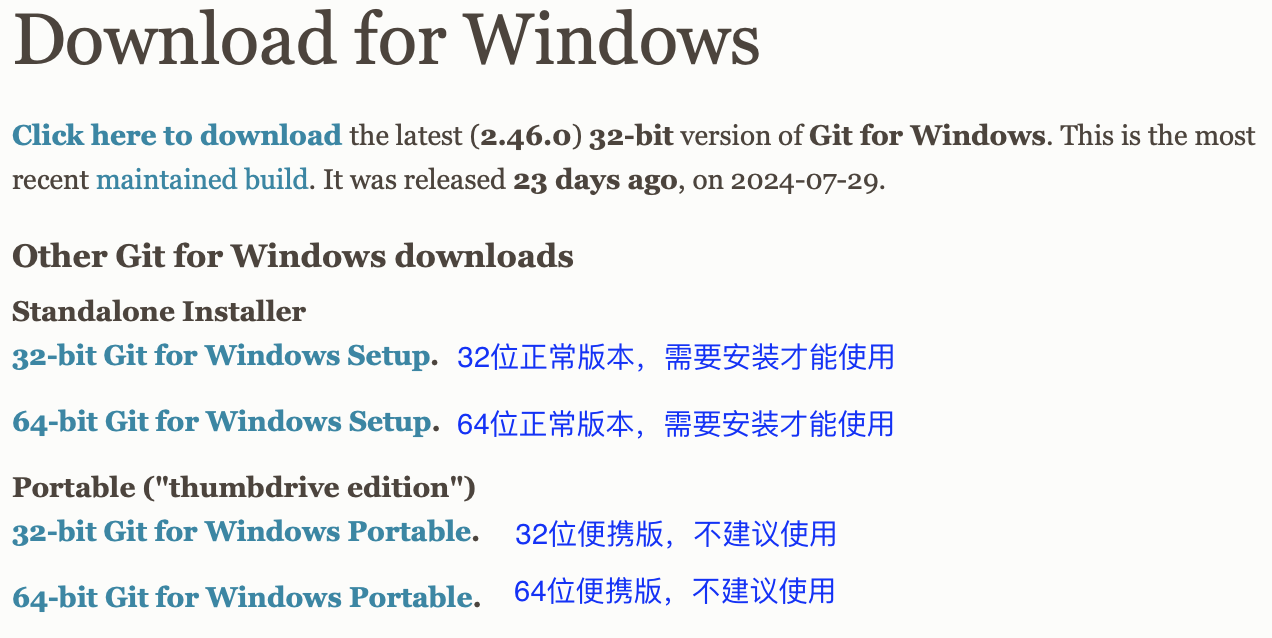 Download for Windows
Click here to download the latest (2.46.0) 32-bit version of Git for Windows. This is the most
recent maintained build. It was released 23 days ago, on 2024-07-29.
Other Git for Windows downloads
Standalone Installer
32-bit Git for Windows Setup. 32位正常版本，需要安装才能使用
64-bit Git for Windows Setup. 64位正常版本，需要安装才能使用
Portable ("thumbdrive edition")
32-bit Git for Windows Portable. 32位便携版，不建议使用
64-bit Git for Windows Portable. 64位便携版，不建议使用